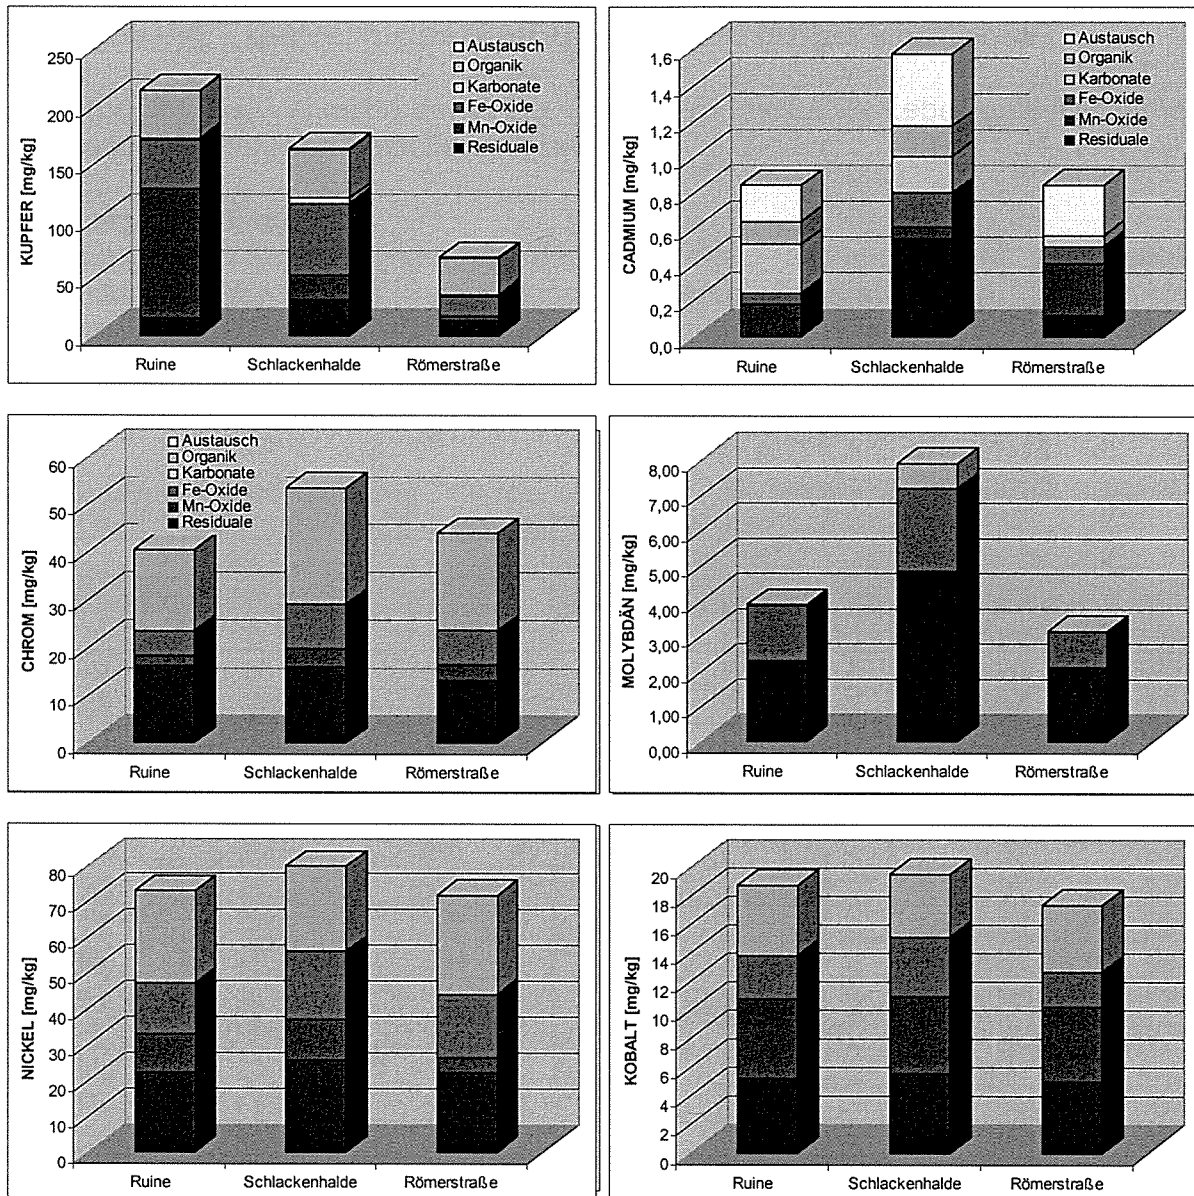 KUPFER [mg/kg]
250
200
150
100
50
0
Austausch
Organik
Karbonate
Fe-Oxide
Mn-Oxide
Residuale
Ruine Schlackenhalde Römerstraße
CADMIUM [mg/kg]
1,6
1,4
1,2
1,0
0,8
0,6
0,4
0,2
0,0
Austausch
Organik
Karbonate
Fe-Oxide
Mn-Oxide
Residuale
Ruine Schlackenhalde Römerstraße
CHROM [mg/kg]
60
50
40
30
20
10
0
Austausch
Organik
Karbonate
Fe-Oxide
Mn-Oxide
Residuale
Ruine Schlackenhalde Römerstraße
MOLYBDÄN [mg/kg]
8,00
7,00
6,00
5,00
4,00
3,00
2,00
1,00
0,00
Ruine Schlackenhalde Römerstraße
NICKEL [mg/kg]
80
70
60
50
40
30
20
10
0
Ruine Schlackenhalde Römerstraße
KOBALT [mg/kg]
20
18
16
14
12
10
8
6
4
2
0
Ruine Schlackenhalde Römerstraße